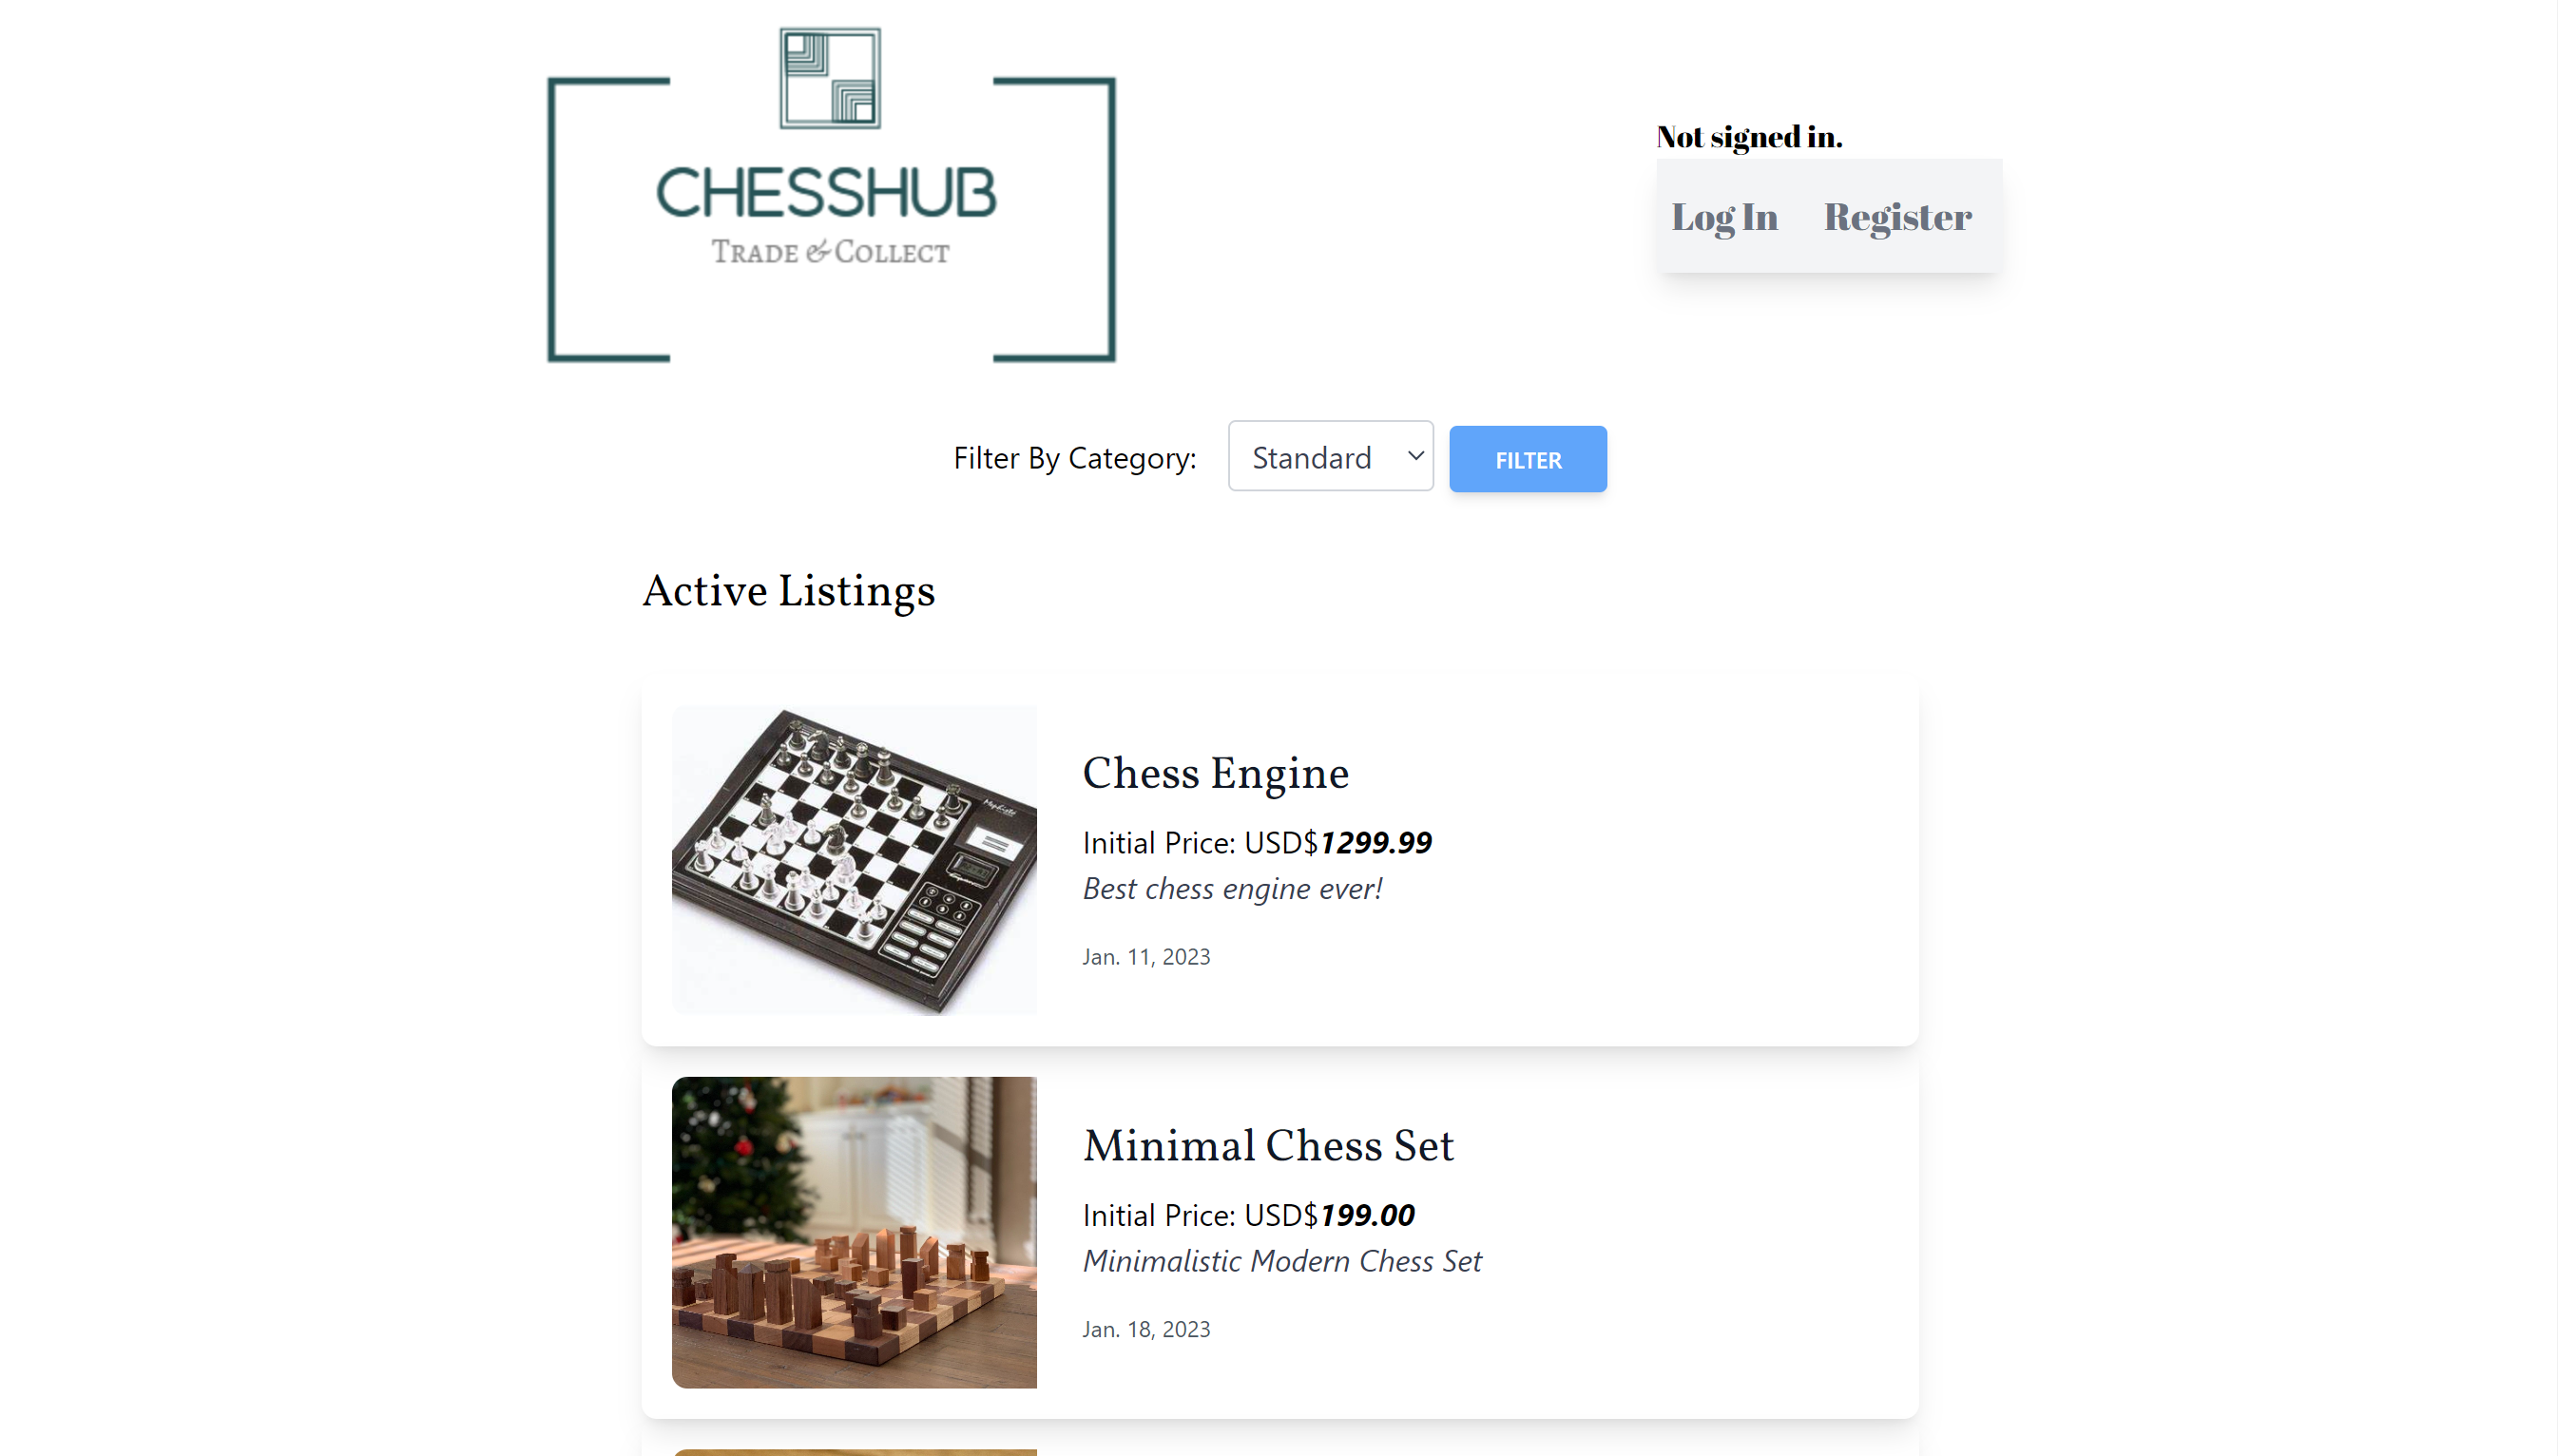 CHESSHUB
TRADE & COLLECT
Not signed in.
Log In Register
Filter By Category: Standard FILTER
Active Listings
Chess Engine
Initial Price: USD$1299.99
Best chess engine ever!
Jan. 11, 2023
Minimal Chess Set
Initial Price: USD$199.00
Minimalistic Modern Chess Set
Jan. 18, 2023